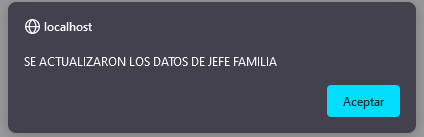 localhost
SE ACTUALIZARON LOS DATOS DE JEFE FAMILIA
Aceptar